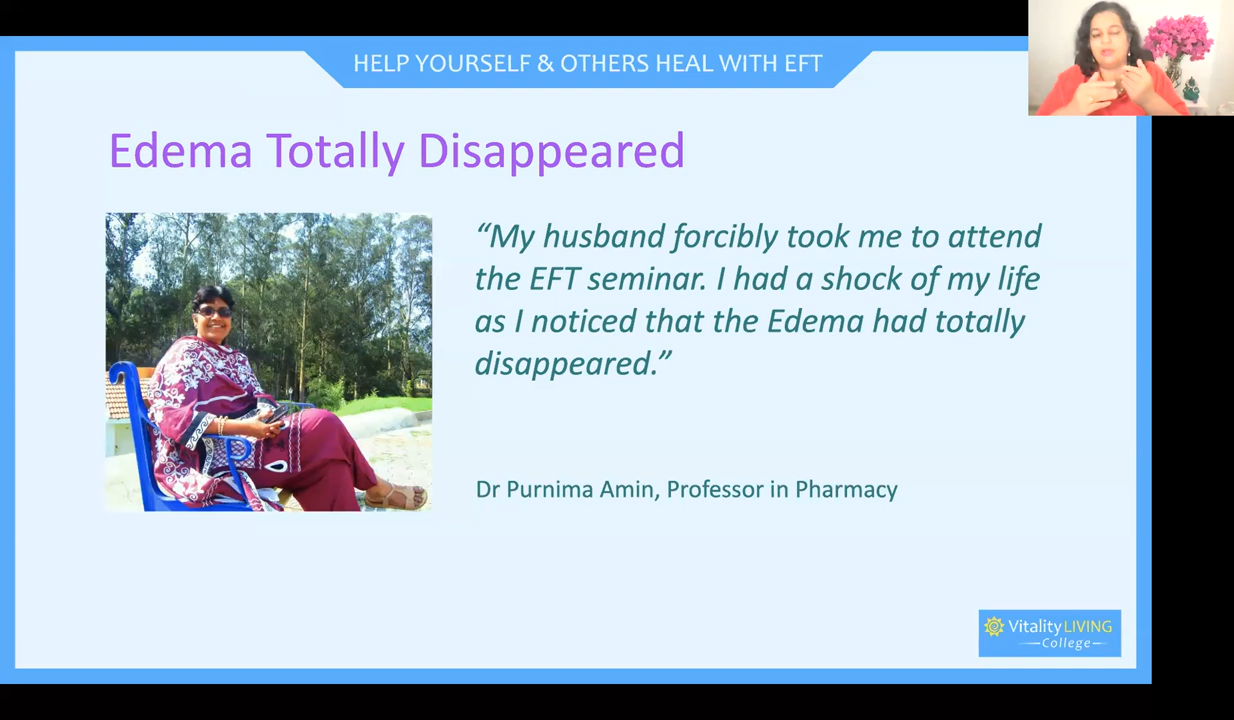 HELP YOURSELF & OTHERS HEAL WITH EFT
Edema Totally Disappeared
“My husband forcibly took me to attend
the EFT seminar. I had a shock of my life
as I noticed that the Edema had totally
disappeared.”
Dr Purnima Amin, Professor in Pharmacy
Vitality LIVING
College